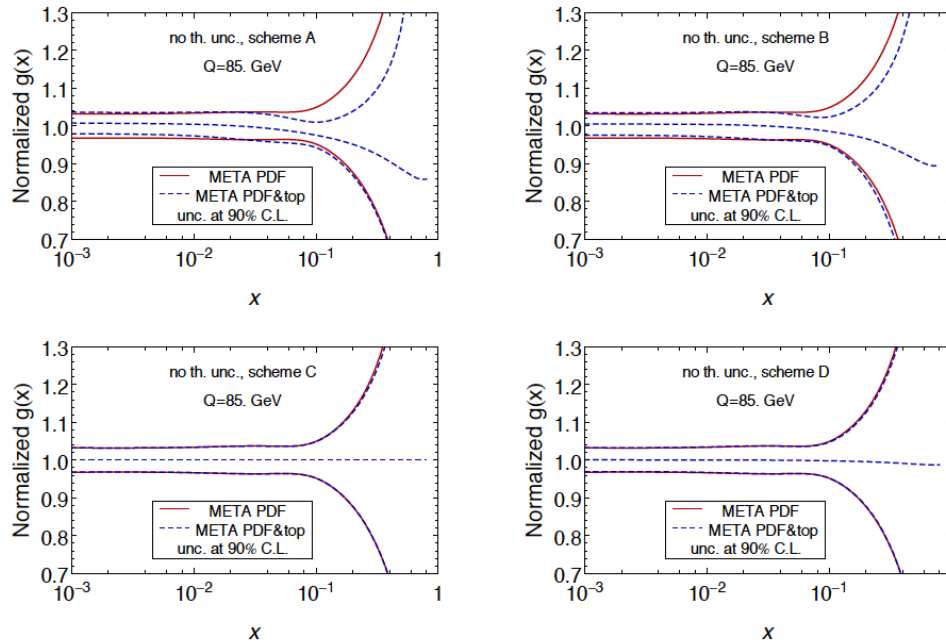 1.3
no th. unc., scheme A
1.2
Q=85. GeV
1.1
Normalized g(x)
1.0
0.9
META PDF
META PDF&top
0.8
unc. at 90% C.L.
0.7
10⁻³ 10⁻² 10⁻¹ 1
x
1.3
no th. unc., scheme B
1.2
Q=85. GeV
1.1
Normalized g(x)
1.0
0.9
META PDF
META PDF&top
0.8
unc. at 90% C.L.
0.7
10⁻³ 10⁻² 10⁻¹ 1
x
1.3
no th. unc., scheme C
1.2
Q=85. GeV
1.1
Normalized g(x)
1.0
0.9
META PDF
META PDF&top
0.8
unc. at 90% C.L.
0.7
10⁻³ 10⁻² 10⁻¹ 1
x
1.3
no th. unc., scheme D
1.2
Q=85. GeV
1.1
Normalized g(x)
1.0
0.9
META PDF
META PDF&top
0.8
unc. at 90% C.L.
0.7
10⁻³ 10⁻² 10⁻¹ 1
x